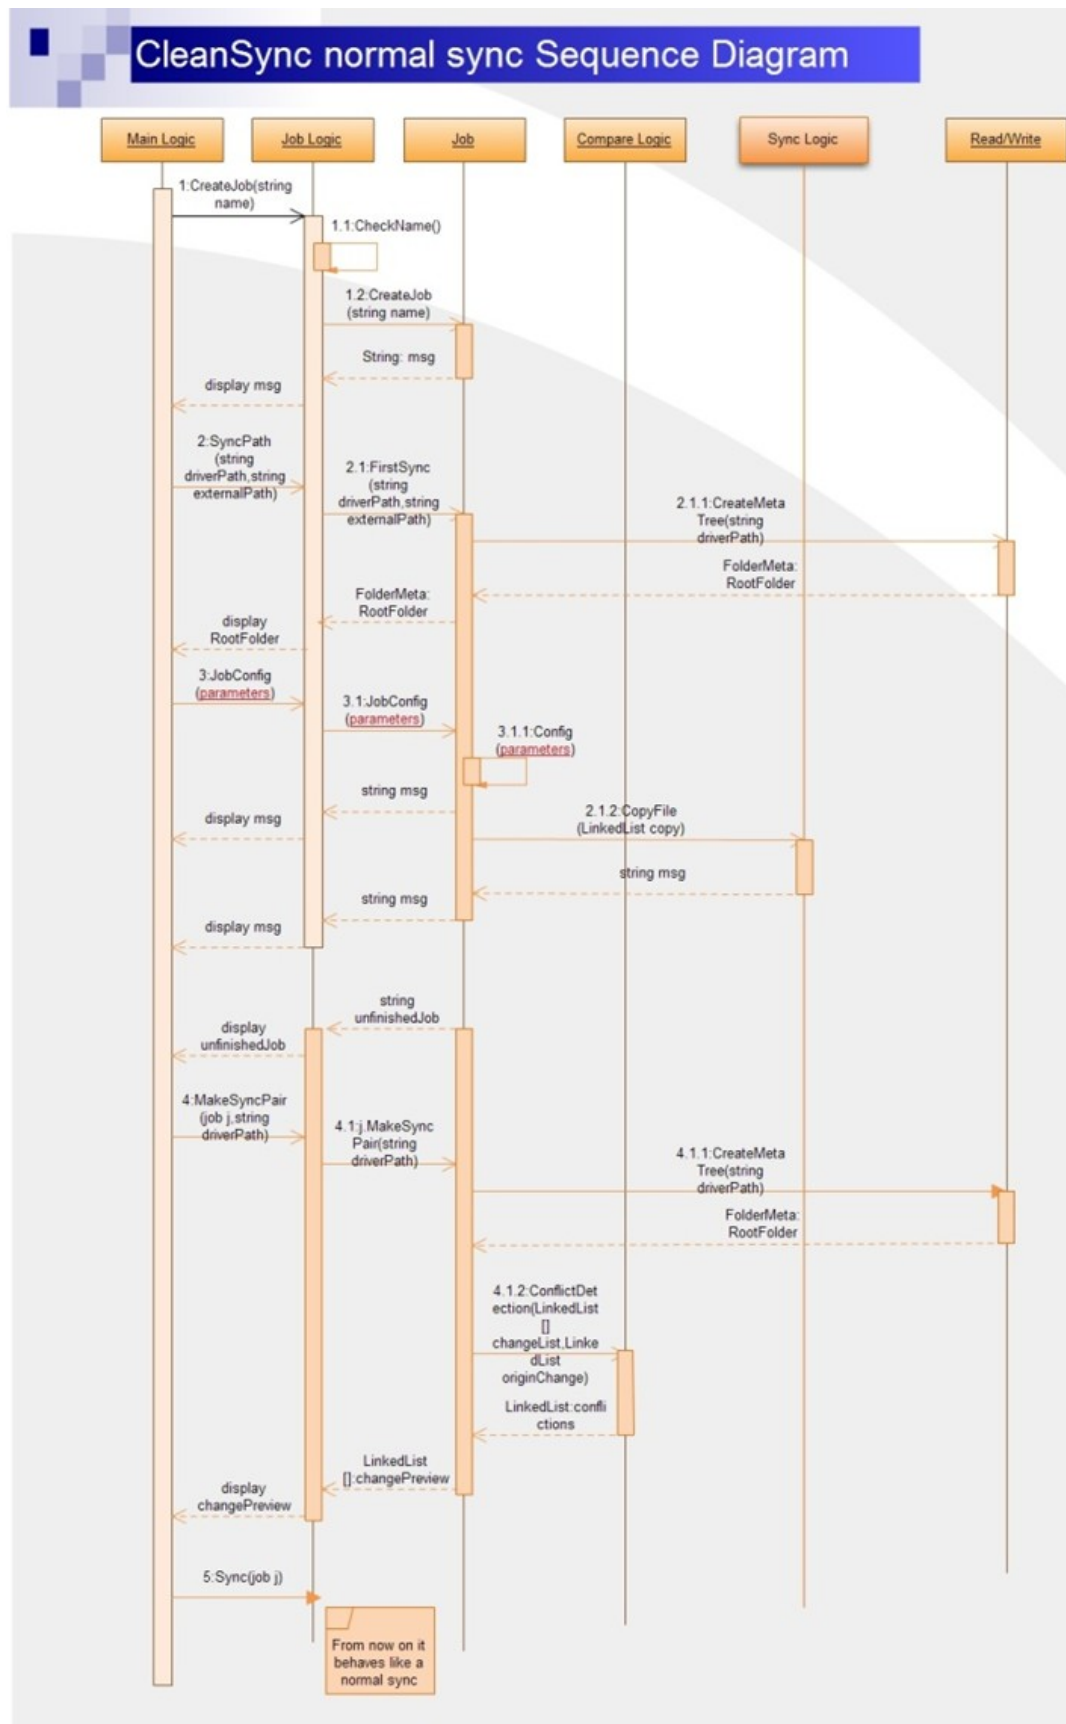 CleanSync normal sync Sequence Diagram
Main Logic
Job Logic
Job
Compare Logic
Sync Logic
Read/Write
1:CreateJob(string
name)
1.1:CheckName()
1.2:CreateJob
(string name)
String: msg
display msg
2:SyncPath
(string
driverPath,string
externalPath)
2.1:FirstSync
(string
driverPath,string
externalPath)
2.1.1:CreateMeta
Tree(string
driverPath)
FolderMeta:
RootFolder
FolderMeta:
RootFolder
display
RootFolder
3:JobConfig
(parameters)
3.1:JobConfig
(parameters)
3.1.1:Config
(parameters)
string msg
display msg
2.1.2:CopyFile
(LinkedList copy)
string msg
string msg
display msg
string
unfinishedJob
display
unfinishedJob
4:MakeSyncPair
(job j,string
driverPath)
4.1:j.MakeSync
Pair(string
driverPath)
4.1.1:CreateMeta
Tree(string
driverPath)
FolderMeta:
RootFolder
4.1.2:ConflictDet
ection(LinkedList
[]
changeList,Linke
dList
originChange)
LinkedList:confli
ctions
LinkedList
[]:changePreview
display
changePreview
5:Sync(job j)
From now on it
behaves like a
normal sync